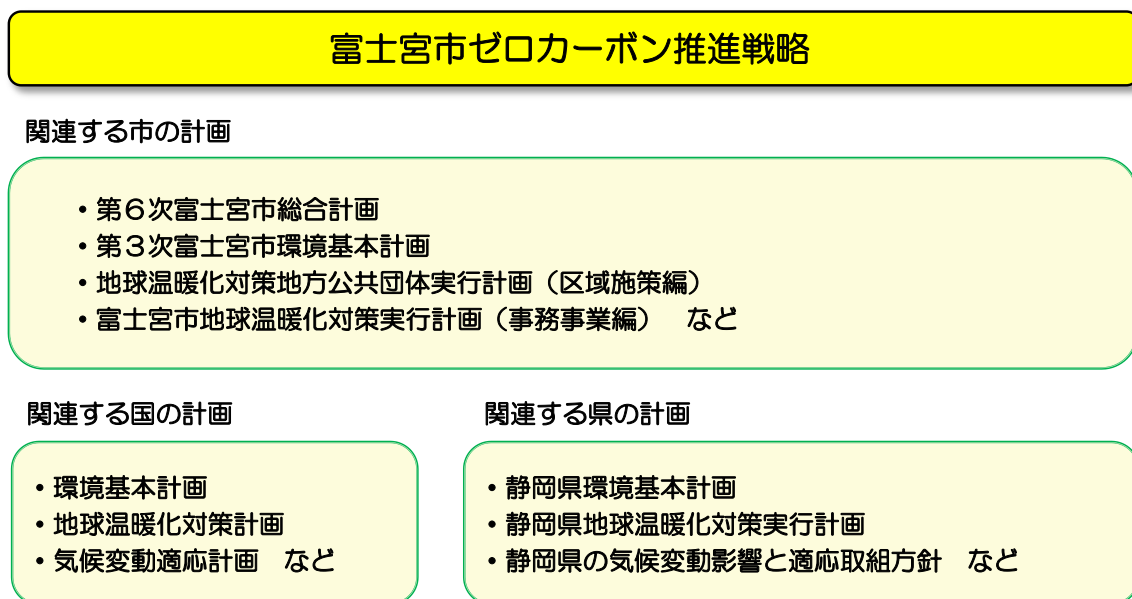 富士宮市ゼロカーボン推進戦略
関連する市の計画
・第６次富士宮市総合計画
・第３次富士宮市環境基本計画
・地球温暖化対策地方公共団体実行計画（区域施策編）
・富士宮市地球温暖化対策実行計画（事務事業編）　など
関連する国の計画
・環境基本計画
・地球温暖化対策計画
・気候変動適応計画　など
関連する県の計画
・静岡県環境基本計画
・静岡県地球温暖化対策実行計画
・静岡県の気候変動影響と適応取組方針　など